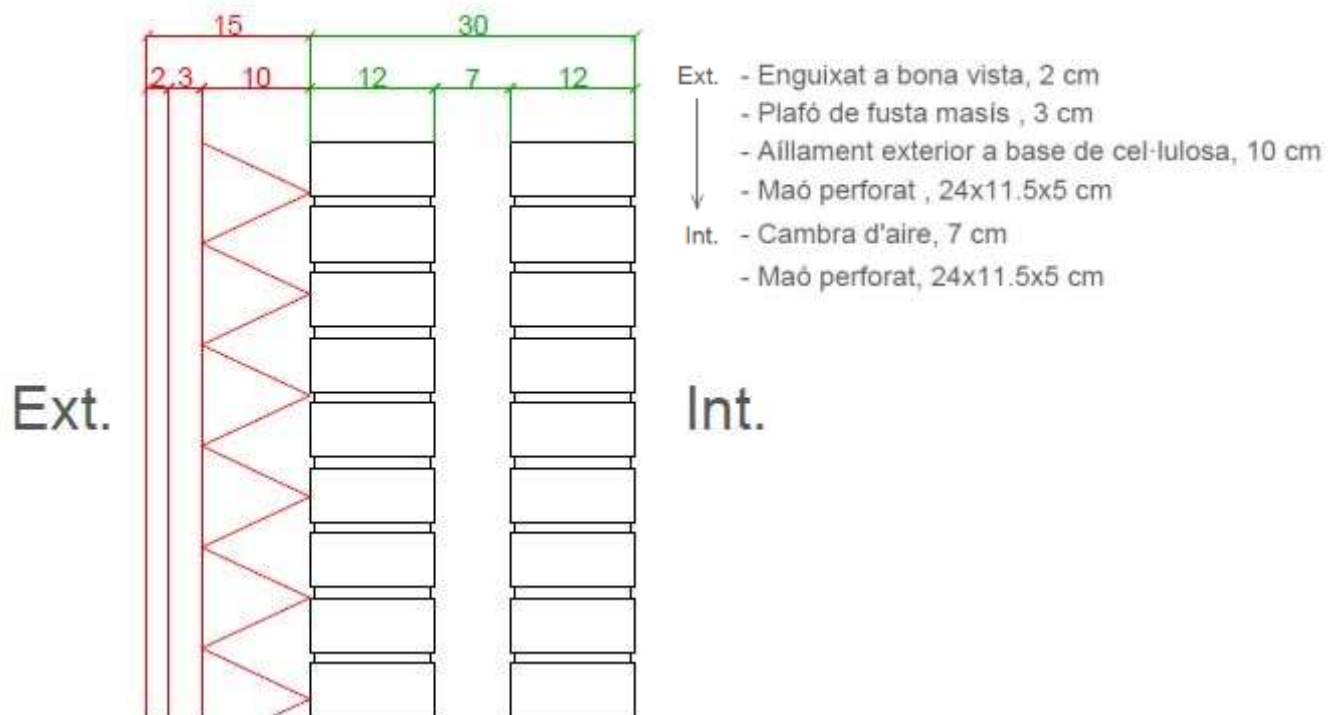 15 30
2 3 10 12 7 12
Ext. - Enguixat a bona vista, 2 cm
- Plafó de fusta masís , 3 cm
- Aíllament exterior a base de cel·lulosa, 10 cm
- Maó perforat , 24x11.5x5 cm
Int. - Cambra d'aire, 7 cm
- Maó perforat, 24x11.5x5 cm
Ext. Int.